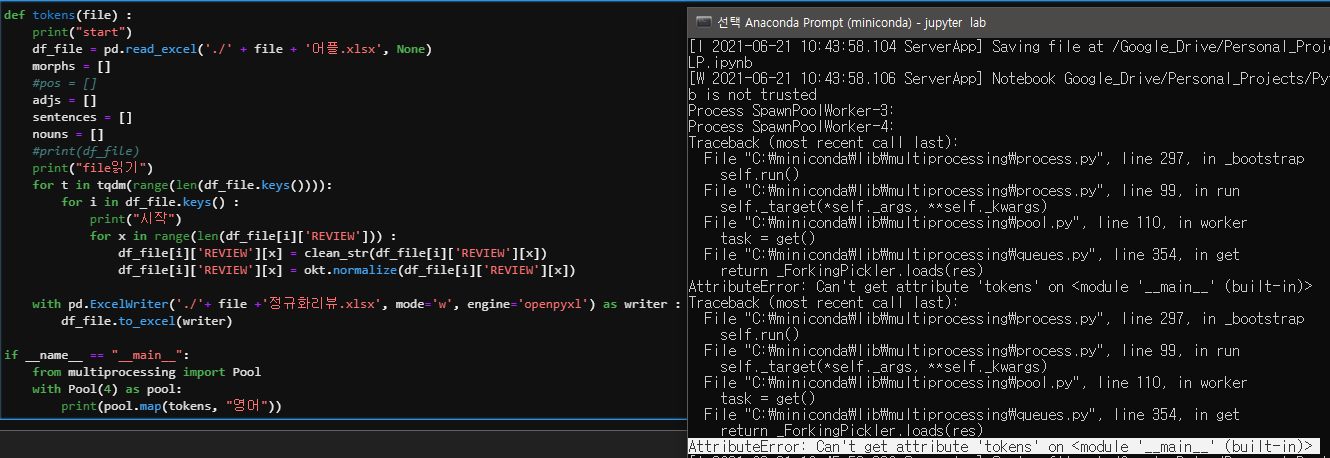 def tokens(file) :
    print("start")
    df_file = pd.read_excel('./' + file + '어플.xlsx', None)
    morphs = []
    #pos = []
    adjs = []
    sentences = []
    nouns = []
    #print(df_file)
    print("file읽기")
    for t in tqdm(range(len(df_file.keys()))):
        for i in df_file.keys() :
            print("시작")
            for x in range(len(df_file[i]['REVIEW'])) :
                df_file[i]['REVIEW'][x] = clean_str(df_file[i]['REVIEW'][x])
                df_file[i]['REVIEW'][x] = okt.normalize(df_file[i]['REVIEW'][x])
    with pd.ExcelWriter('./'+ file +'정규화리뷰.xlsx', mode='w', engine='openpyxl') as writer :
        df_file.to_excel(writer)
if __name__ == "__main__":
    from multiprocessing import Pool
    with Pool(4) as pool:
        print(pool.map(tokens, "영어"))
선택 Anaconda Prompt (miniconda) - jupyter lab
[I 2021-06-21 10:43:58.104 ServerApp] Saving file at /Google_Drive/Personal_Proj
LP.ipynb
[W 2021-06-21 10:43:58.106 ServerApp] Notebook Google_Drive/Personal_Projects/Py
b is not trusted
Process SpawnPoolWorker-3:
Process SpawnPoolWorker-4:
Traceback (most recent call last):
  File "C:₩miniconda₩lib₩multiprocessing₩process.py", line 297, in _bootstrap
    self.run()
  File "C:₩miniconda₩lib₩multiprocessing₩process.py", line 99, in run
    self._target(*self._args, **self._kwargs)
  File "C:₩miniconda₩lib₩multiprocessing₩pool.py", line 110, in worker
    task = get()
  File "C:₩miniconda₩lib₩multiprocessing₩queues.py", line 354, in get
    return _ForkingPickler.loads(res)
AttributeError: Can't get attribute 'tokens' on <module '__main__' (built-in)>
Traceback (most recent call last):
  File "C:₩miniconda₩lib₩multiprocessing₩process.py", line 297, in _bootstrap
    self.run()
  File "C:₩miniconda₩lib₩multiprocessing₩process.py", line 99, in run
    self._target(*self._args, **self._kwargs)
  File "C:₩miniconda₩lib₩multiprocessing₩pool.py", line 110, in worker
    task = get()
  File "C:₩miniconda₩lib₩multiprocessing₩queues.py", line 354, in get
    return _ForkingPickler.loads(res)
AttributeError: Can't get attribute 'tokens' on <module '__main__' (built-in)>